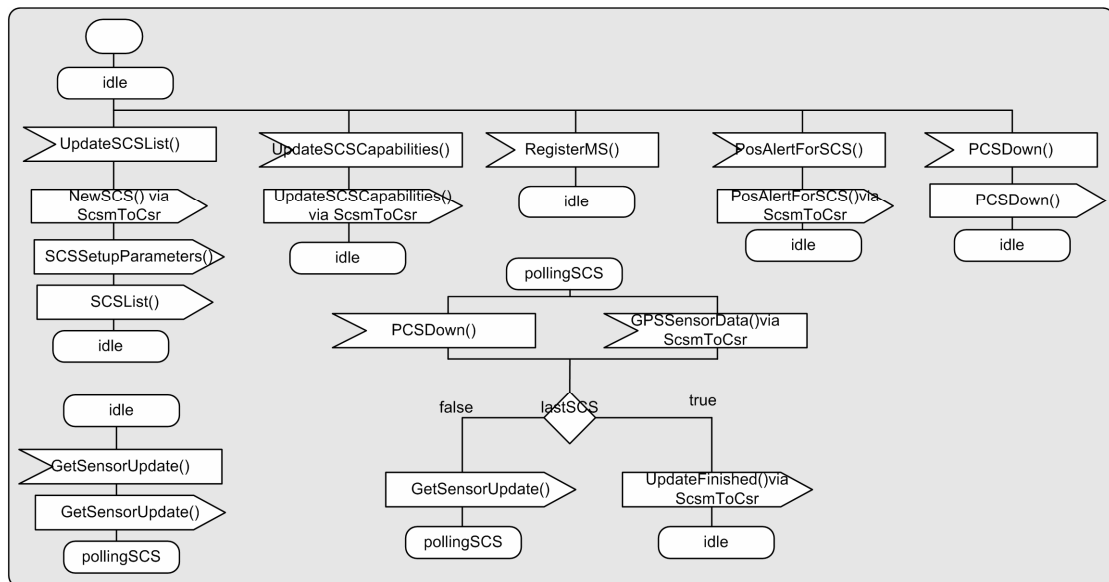 idle
UpdateSCSList()
UpdateSCSCapabilities()
RegisterMS()
PosAlertForSCS()
PCSDown()
NewSCS() via
ScsmToCsr
UpdateSCSCapabilities()
via ScsmToCsr
idle
PosAlertForSCS()via
ScsmToCsr
PCSDown()
SCSSetupParameters()
idle
idle
idle
SCSList()
idle
pollingSCS
PCSDown()
GPSSensorData()via
ScsmToCsr
false
lastSCS
true
idle
GetSensorUpdate()
GetSensorUpdate()
pollingSCS
GetSensorUpdate()
UpdateFinished()via
ScsmToCsr
pollingSCS
idle